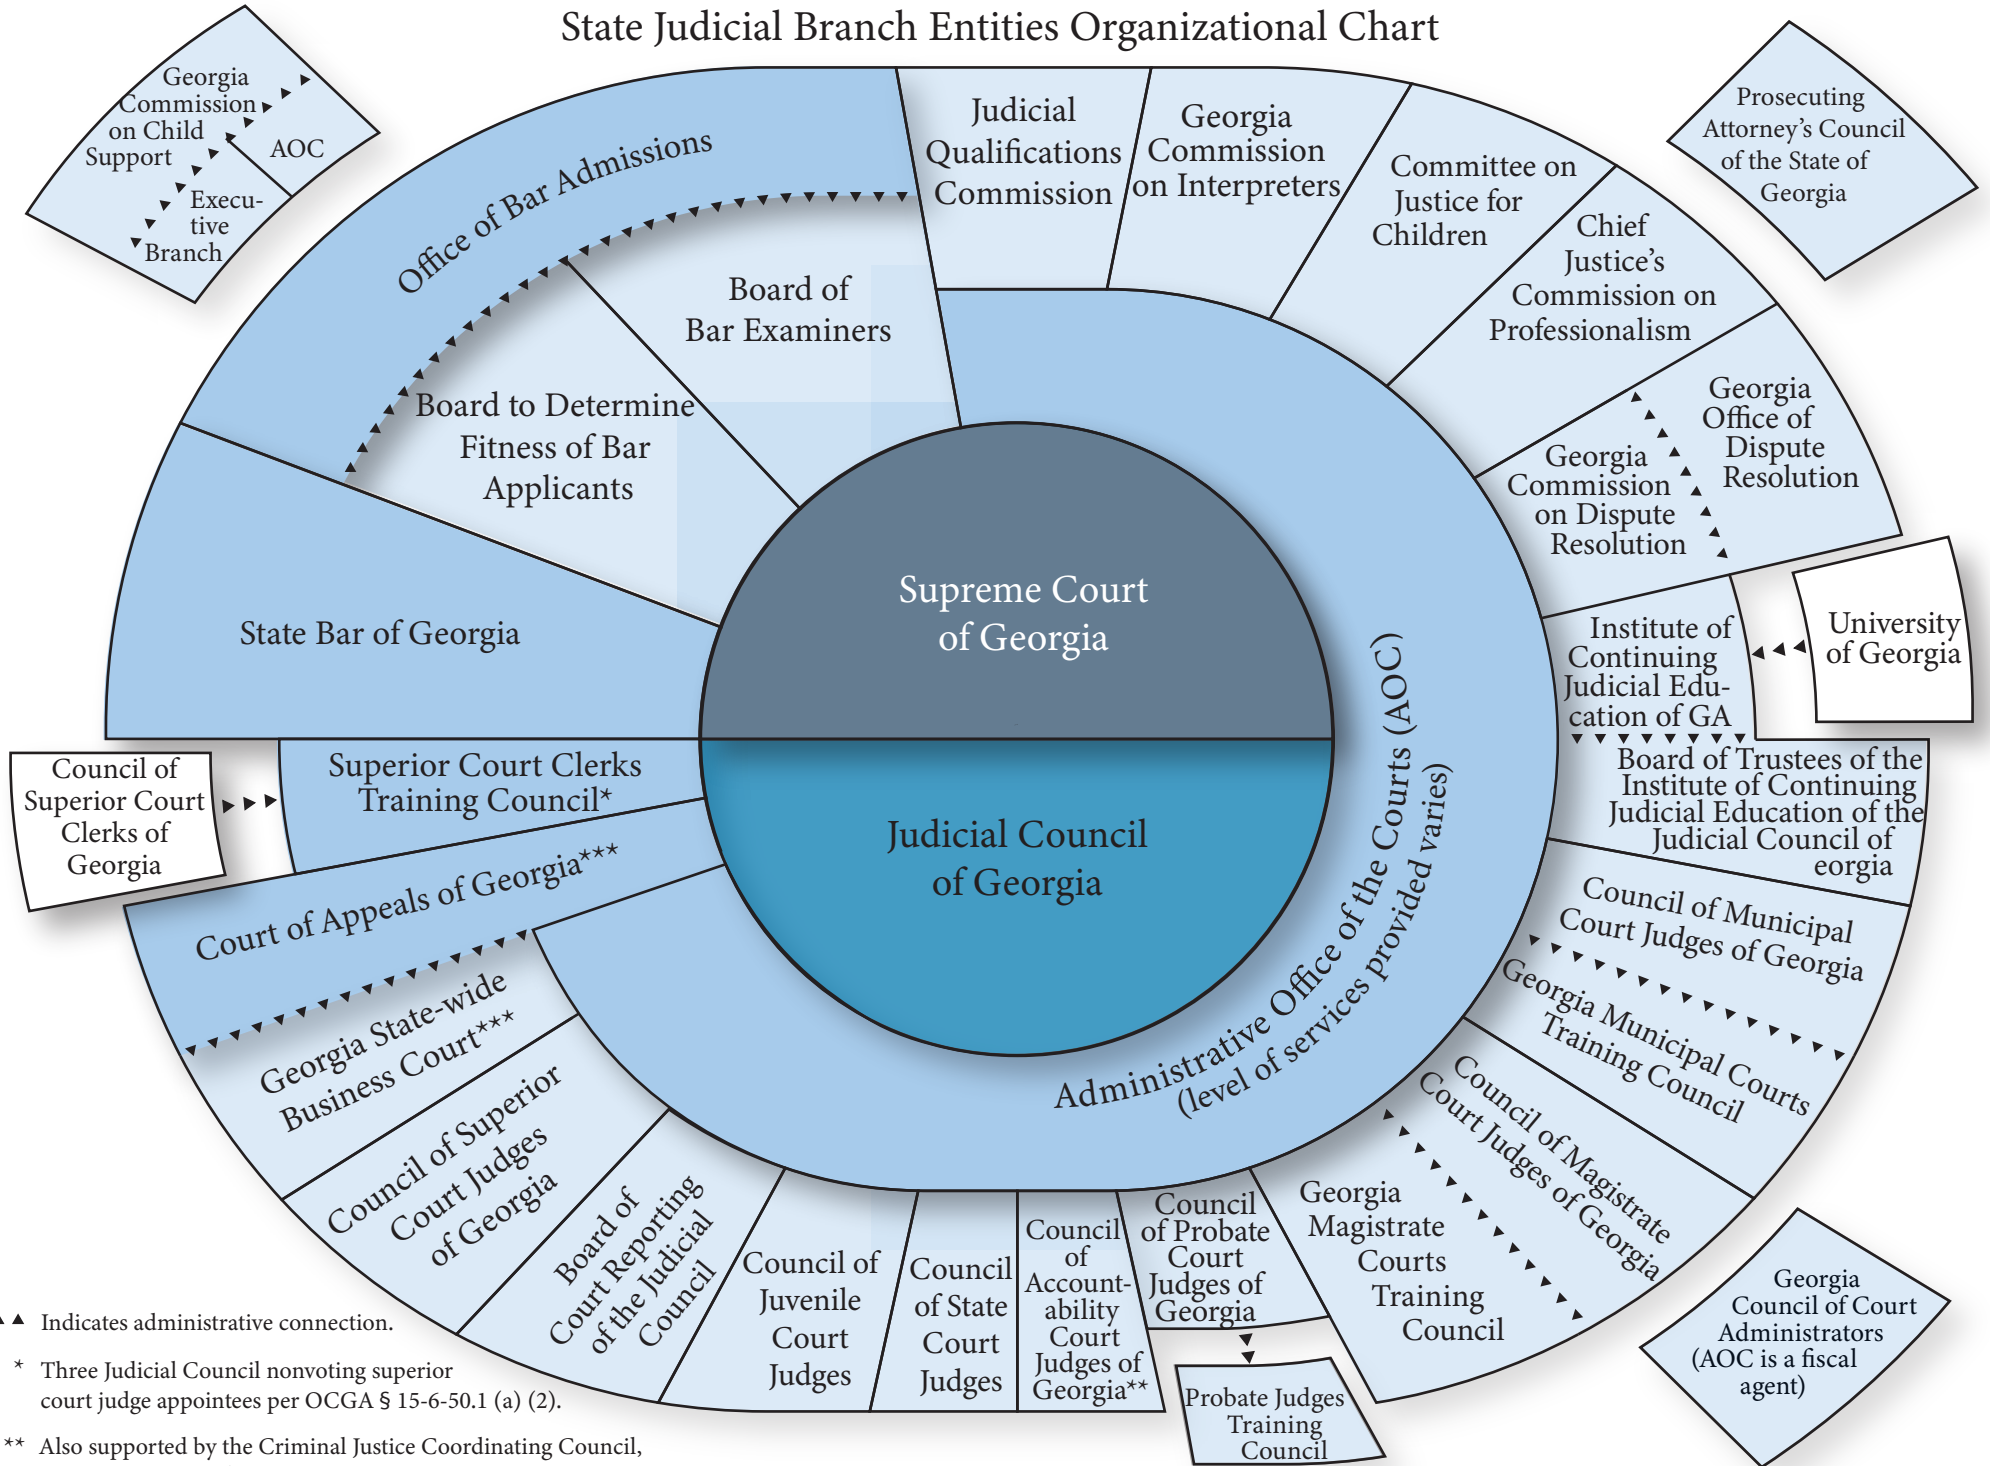 State Judicial Branch Entities Organizational Chart
Georgia
Commission
on Child
Support
AOC
Execu-
tive
Branch
Office of Bar Admissions
Board of
Bar Examiners
Board to Determine
Fitness of Bar
Applicants
State Bar of Georgia
Judicial
Qualifications
Commission
Georgia
Commission
on Interpreters
Committee on
Justice for
Children
Chief
Justice's
Commission on
Professionalism
Georgia
Office of
Dispute
Resolution
Georgia
Commission
on Dispute
Resolution
Prosecuting
Attorney's Council
of the State of
Georgia
Supreme Court
of Georgia
Judicial Council
of Georgia
Administrative Office of the Courts (AOC)
(level of services provided varies)
Institute of
Continuing
Judicial Edu-
cation of GA
University
of Georgia
Board of Trustees of the
Institute of Continuing
Judicial Education of the
Judicial Council of
eorgia
Council of Municipal
Court Judges of Georgia
Georgia Municipal Courts
Training Council
Council of Magistrate
Court Judges of Georgia
Georgia
Magistrate
Courts
Training
Council
Council
of Probate
Court
Judges of
Georgia
Probate Judges
Training
Council
Council
of
Account-
ability
Court
Judges of
Georgia**
Council
of State
Court
Judges
Council of
Juvenile
Court
Judges
Board of
Court Reporting
of the Judicial
Council
Council of Superior
Court Judges
of Georgia
Georgia State-wide
Business Court***
Court of Appeals of Georgia***
Superior Court Clerks
Training Council*
Council of
Superior Court
Clerks of
Georgia
Georgia
Council of Court
Administrators
(AOC is a fiscal
agent)
Indicates administrative connection.
* Three Judicial Council nonvoting superior
court judge appointees per OCGA § 15-6-50.1 (a) (2).
** Also supported by the Criminal Justice Coordinating Council,